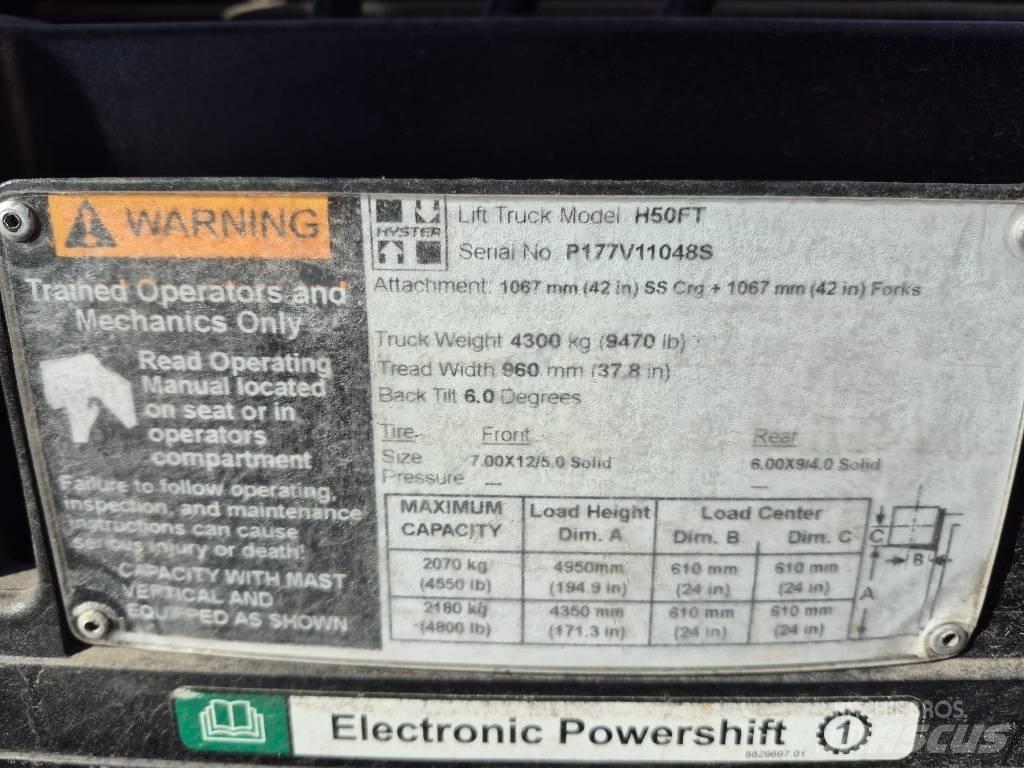 WARNING
Trained Operators and
Mechanics Only
Read Operating
Manual located
on seat or in
operators
compartment
Failure to follow operating,
inspection, and maintenance
instructions can cause
serious injury or death!
CAPACITY WITH MAST
VERTICAL AND
EQUIPPED AS SHOWN
HYSTER
Lift Truck Model H50FT
Serial No P177V11048S
Attachment: 1067 mm (42 in) SS Crg + 1067 mm (42 in) Forks
Truck Weight 4300 kg (9470 lb)
Tread Width 960 mm (37.8 in)
Back Tilt 6.0 Degrees
Tire Front Rear
Size 7.00X12/5.0 Solid 6.00X9/4.0 Solid
Pressure — —
MAXIMUM Load Height Load Center
CAPACITY Dim. A Dim. B Dim. C
2070 kg 4950mm 610 mm 610 mm
(4550 lb) (194.9 in) (24 in) (24 in)
2180 kg 4350 mm 610 mm 610 mm
(4800 lb) (171.3 in) (24 in) (24 in)
C
B
A
Electronic Powershift 1
8829697 01